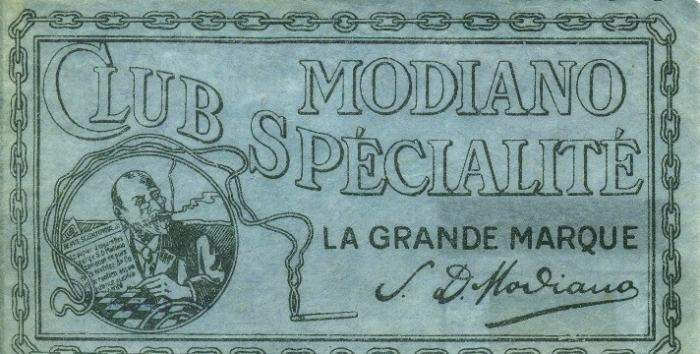 CLUB MODIANO
SPÉCIALITÉ
LA GRANDE MARQUE
S. D. Modiano